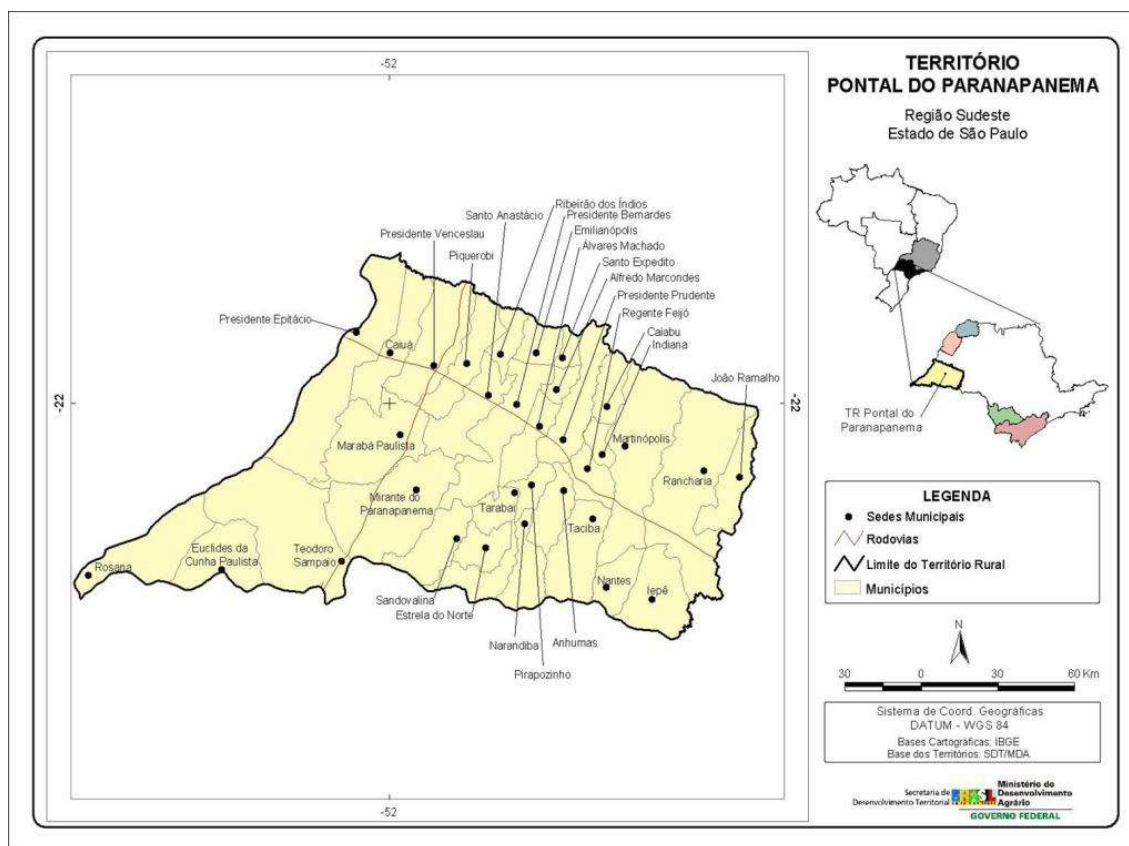 TERRITÓRIO
PONTAL DO PARANAPANEMA
Região Sudeste
Estado de São Paulo
-52
Ribeirão dos Índios
Santo Anastácio
Presidente Bernardes
Emilianópolis
Presidente Venceslau
Álvares Machado
Piquerobi
Santo Expedito
Alfredo Marcondes
Presidente Prudente
Regente Feijó
Presidente Epitácio
Caiabu
Caiuá
Indiana
João Ramalho
-22
-22
Marabá Paulista
Martinópolis
Rancharia
Mirante do
Paranapanema
Tarabai
Taciba
Euclides da
Cunha Paulista
Teodoro
Sampaio
Rosana
Nantes
Iepê
Sandovalina
Estrela do Norte
Narandiba
Anhumas
Pirapozinho
-52
TR Pontal do
Paranapanema
LEGENDA
Sedes Municipais
Rodovias
Limite do Território Rural
Municípios
N
30 0 30 60 Km
Sistema de Coord. Geográficas
DATUM - WGS 84
Bases Cartográficas: IBGE
Base dos Territórios: SDT/MDA
Secretaria de
Desenvolvimento Territorial
BRASIL
Ministério do
Desenvolvimento
Agrário
GOVERNO FEDERAL